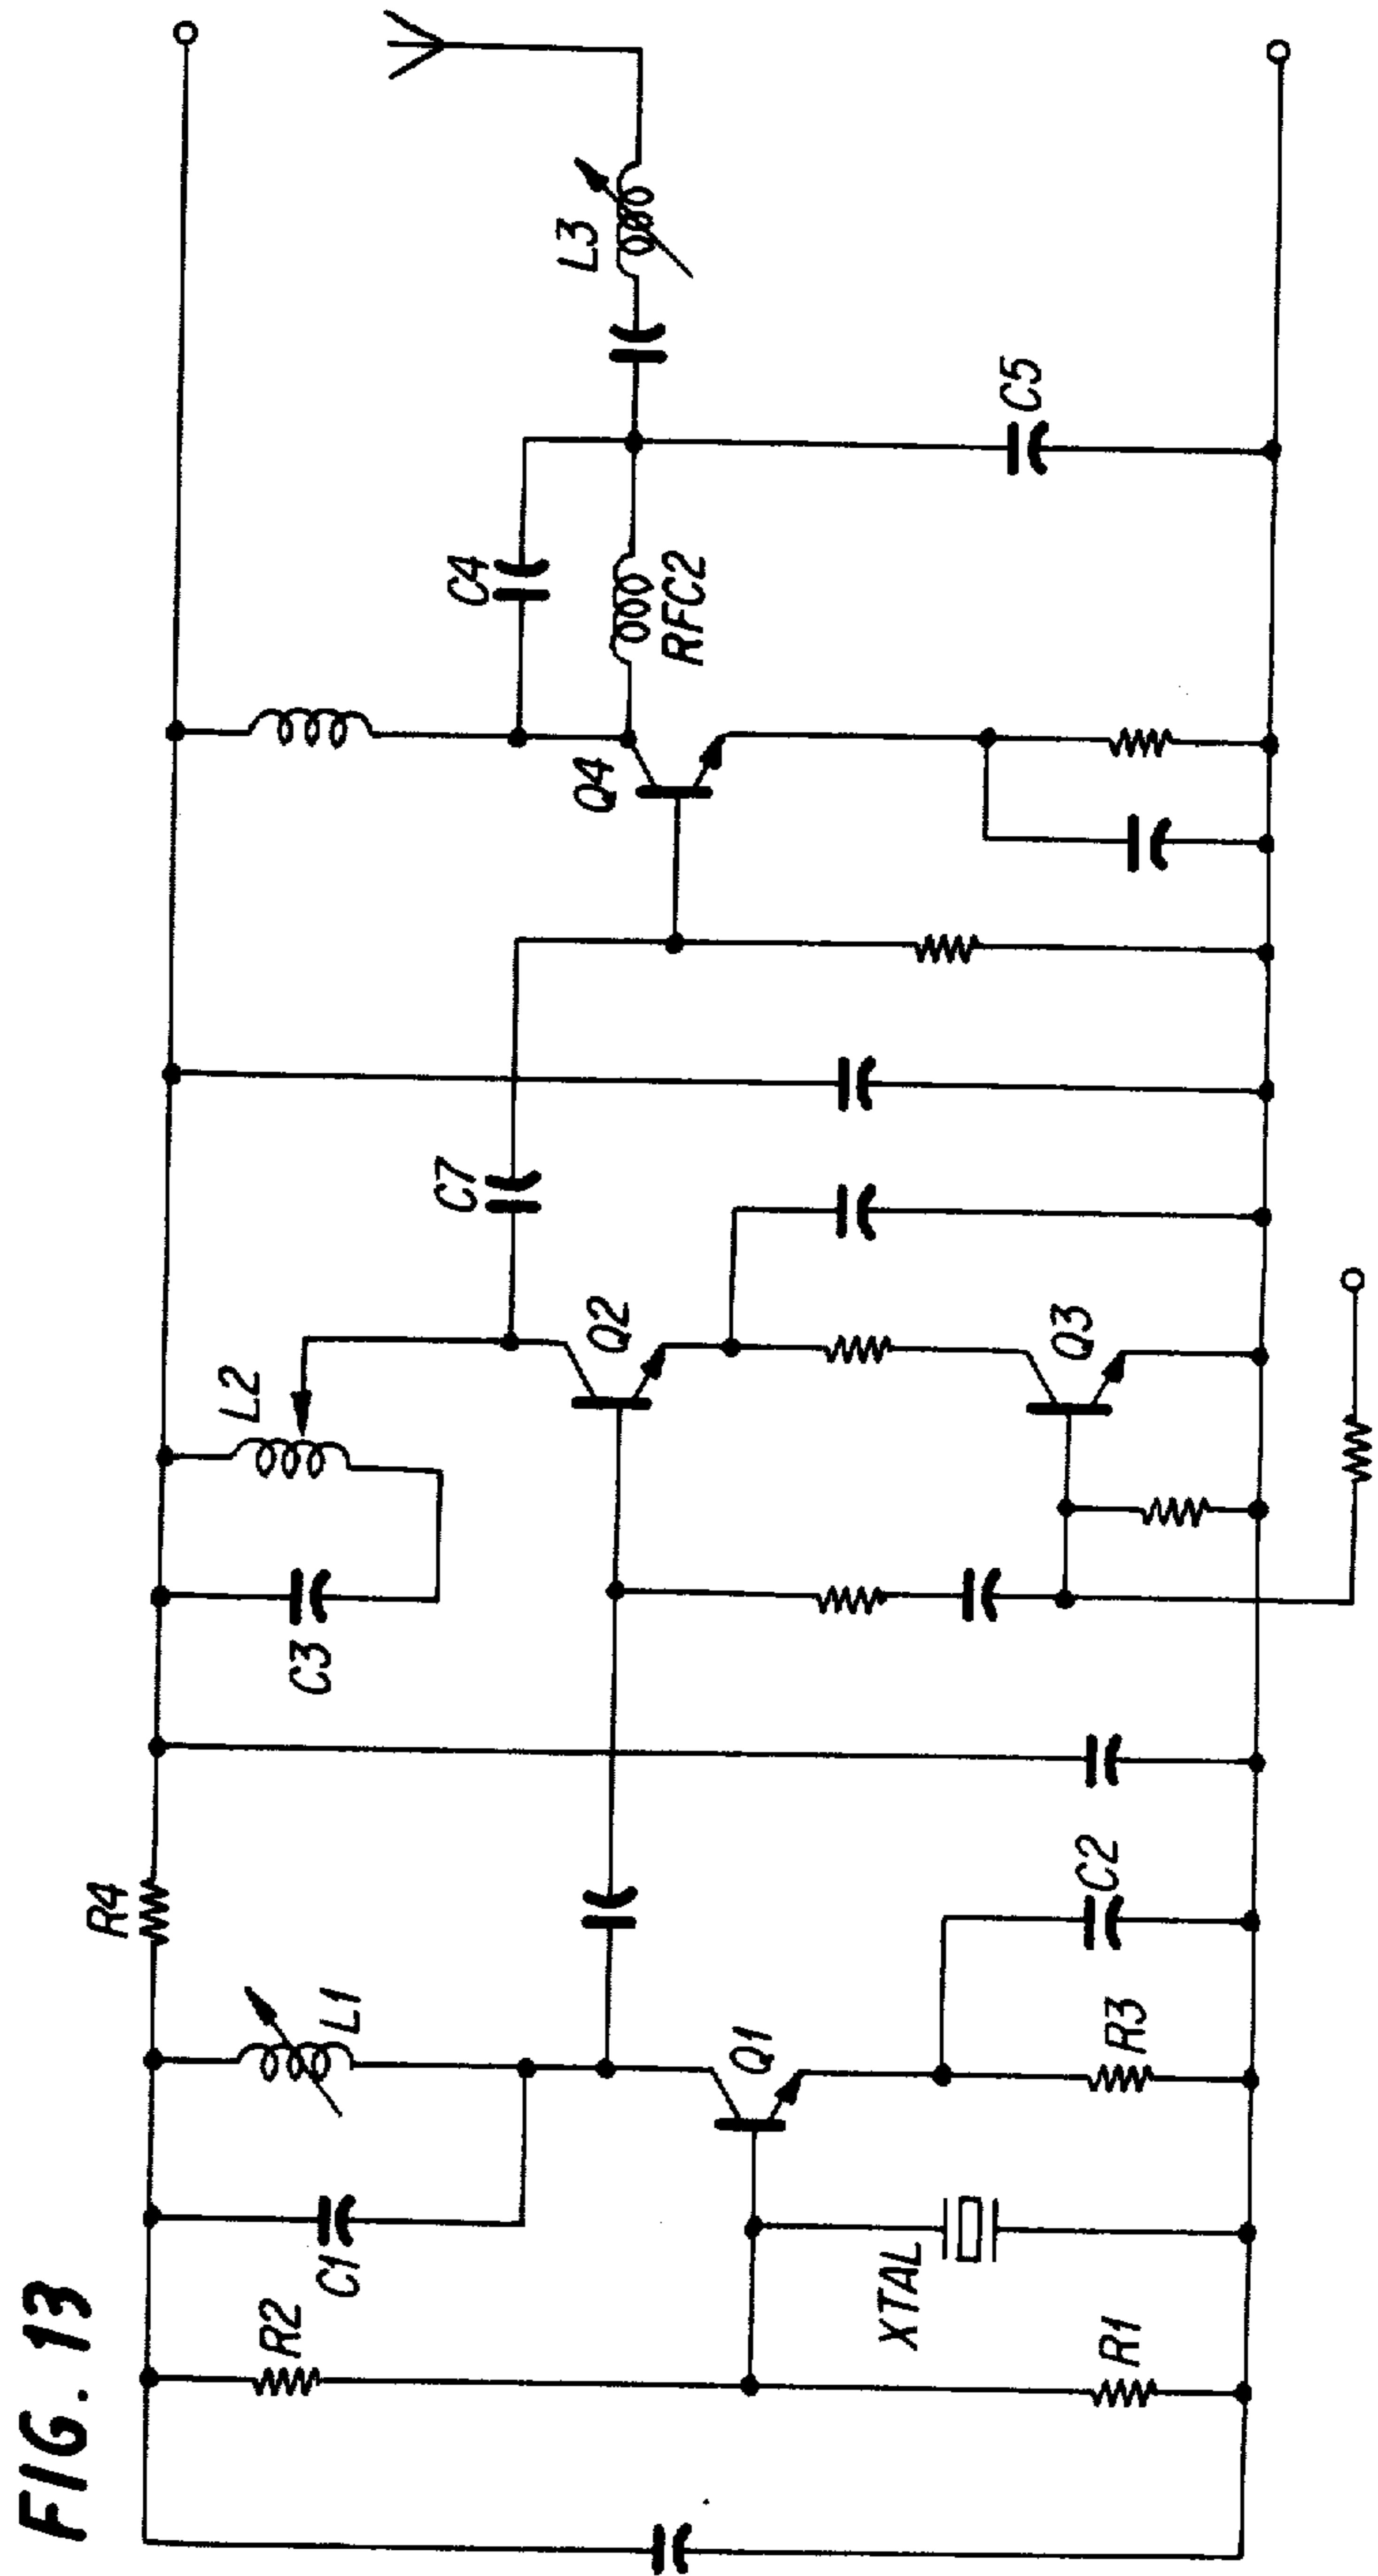 FIG. 13
R4
L2
C7
C4
L3
R2
C1
L1
C3
Q2
Q4
RFC2
Q1
C5
XTAL
Q3
R1
R3
C2